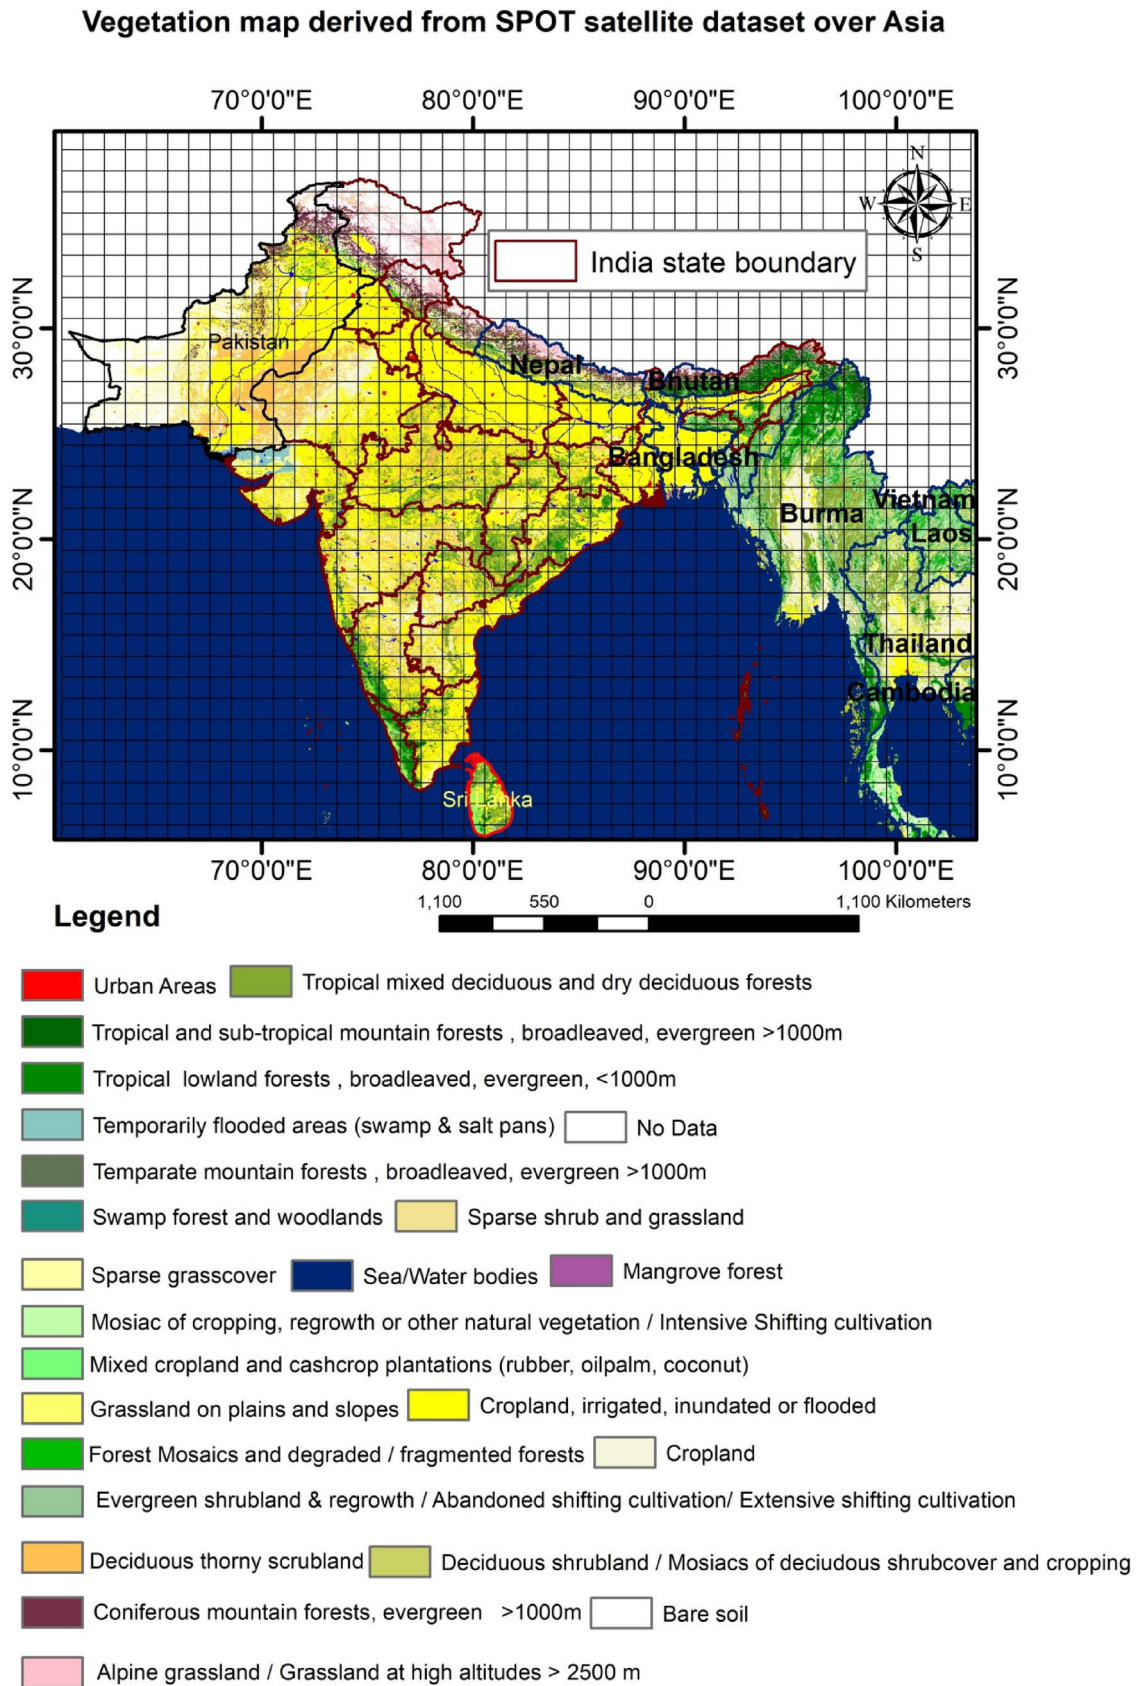 Vegetation map derived from SPOT satellite dataset over Asia
70°0'0"E 80°0'0"E 90°0'0"E 100°0'0"E
N
W E
S
India state boundary
30°0'0"N 30°0'0"N
Pakistan
Nepal
Bhutan
Bangladesh
Vietnam
Burma
20°0'0"N 20°0'0"N
Laos
Thailand
Cambodia
10°0'0"N 10°0'0"N
Sri Lanka
70°0'0"E 80°0'0"E 90°0'0"E 100°0'0"E
1,100 550 0 1,100 Kilometers
Legend
Urban Areas Tropical mixed deciduous and dry deciduous forests
Tropical and sub-tropical mountain forests , broadleaved, evergreen >1000m
Tropical lowland forests , broadleaved, evergreen, <1000m
Temporarily flooded areas (swamp & salt pans) No Data
Temparate mountain forests , broadleaved, evergreen >1000m
Swamp forest and woodlands Sparse shrub and grassland
Sparse grasscover Sea/Water bodies Mangrove forest
Mosiac of cropping, regrowth or other natural vegetation / Intensive Shifting cultivation
Mixed cropland and cashcrop plantations (rubber, oilpalm, coconut)
Grassland on plains and slopes Cropland, irrigated, inundated or flooded
Forest Mosaics and degraded / fragmented forests Cropland
Evergreen shrubland & regrowth / Abandoned shifting cultivation/ Extensive shifting cultivation
Deciduous thorny scrubland Deciduous shrubland / Mosiacs of deciudous shrubcover and cropping
Coniferous mountain forests, evergreen >1000m Bare soil
Alpine grassland / Grassland at high altitudes > 2500 m